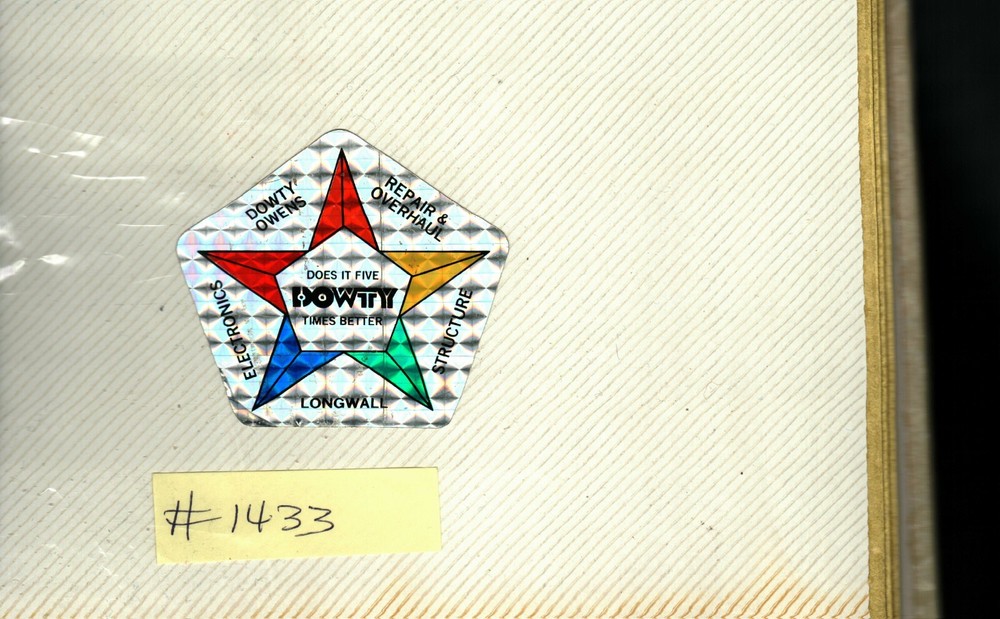 DOWTY
OWENS
REPAIR &
OVERHAUL
DOES IT FIVE
DOWTY
TIMES BETTER
ELECTRONICS
STRUCTURE
LONGWALL
#1433